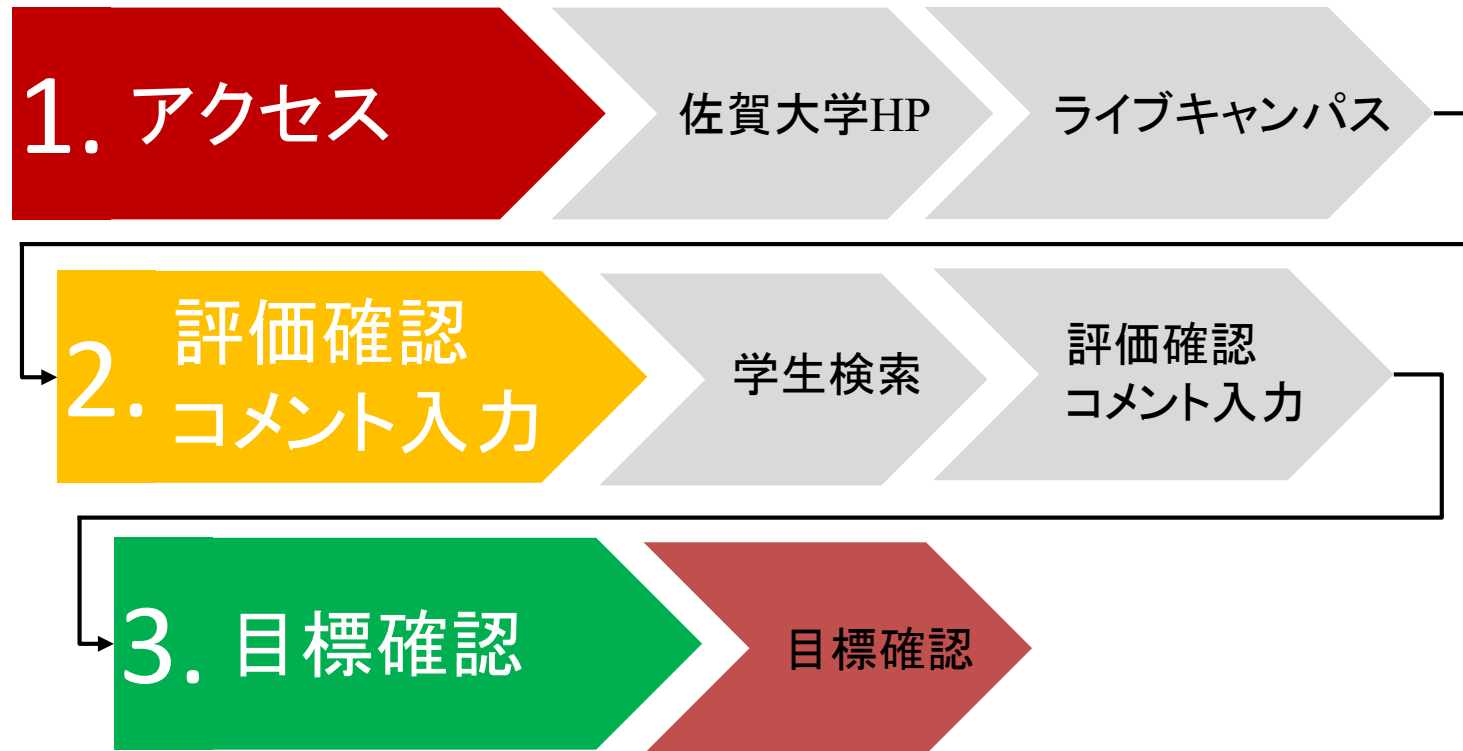 1. アクセス
佐賀大学HP
ライブキャンパス
2. 評価確認
コメント入力
学生検索
評価確認
コメント入力
3. 目標確認
目標確認